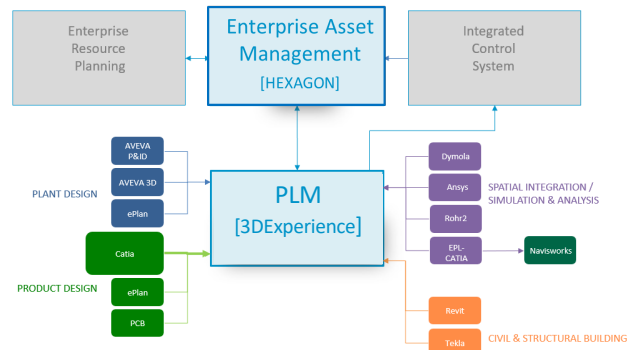 Enterprise
Resource
Planning
Enterprise Asset
Management
[HEXAGON]
Integrated
Control
System
AVEVA
P&ID
AVEVA 3D
ePlan
PLANT DESIGN
Catia
ePlan
PCB
PRODUCT DESIGN
PLM
[3DExperience]
Dymola
Ansys
Rohr2
EPL-
CATIA
Navisworks
SPATIAL INTEGRATION /
SIMULATION & ANALYSIS
Revit
Tekla
CIVIL & STRUCTURAL BUILDING